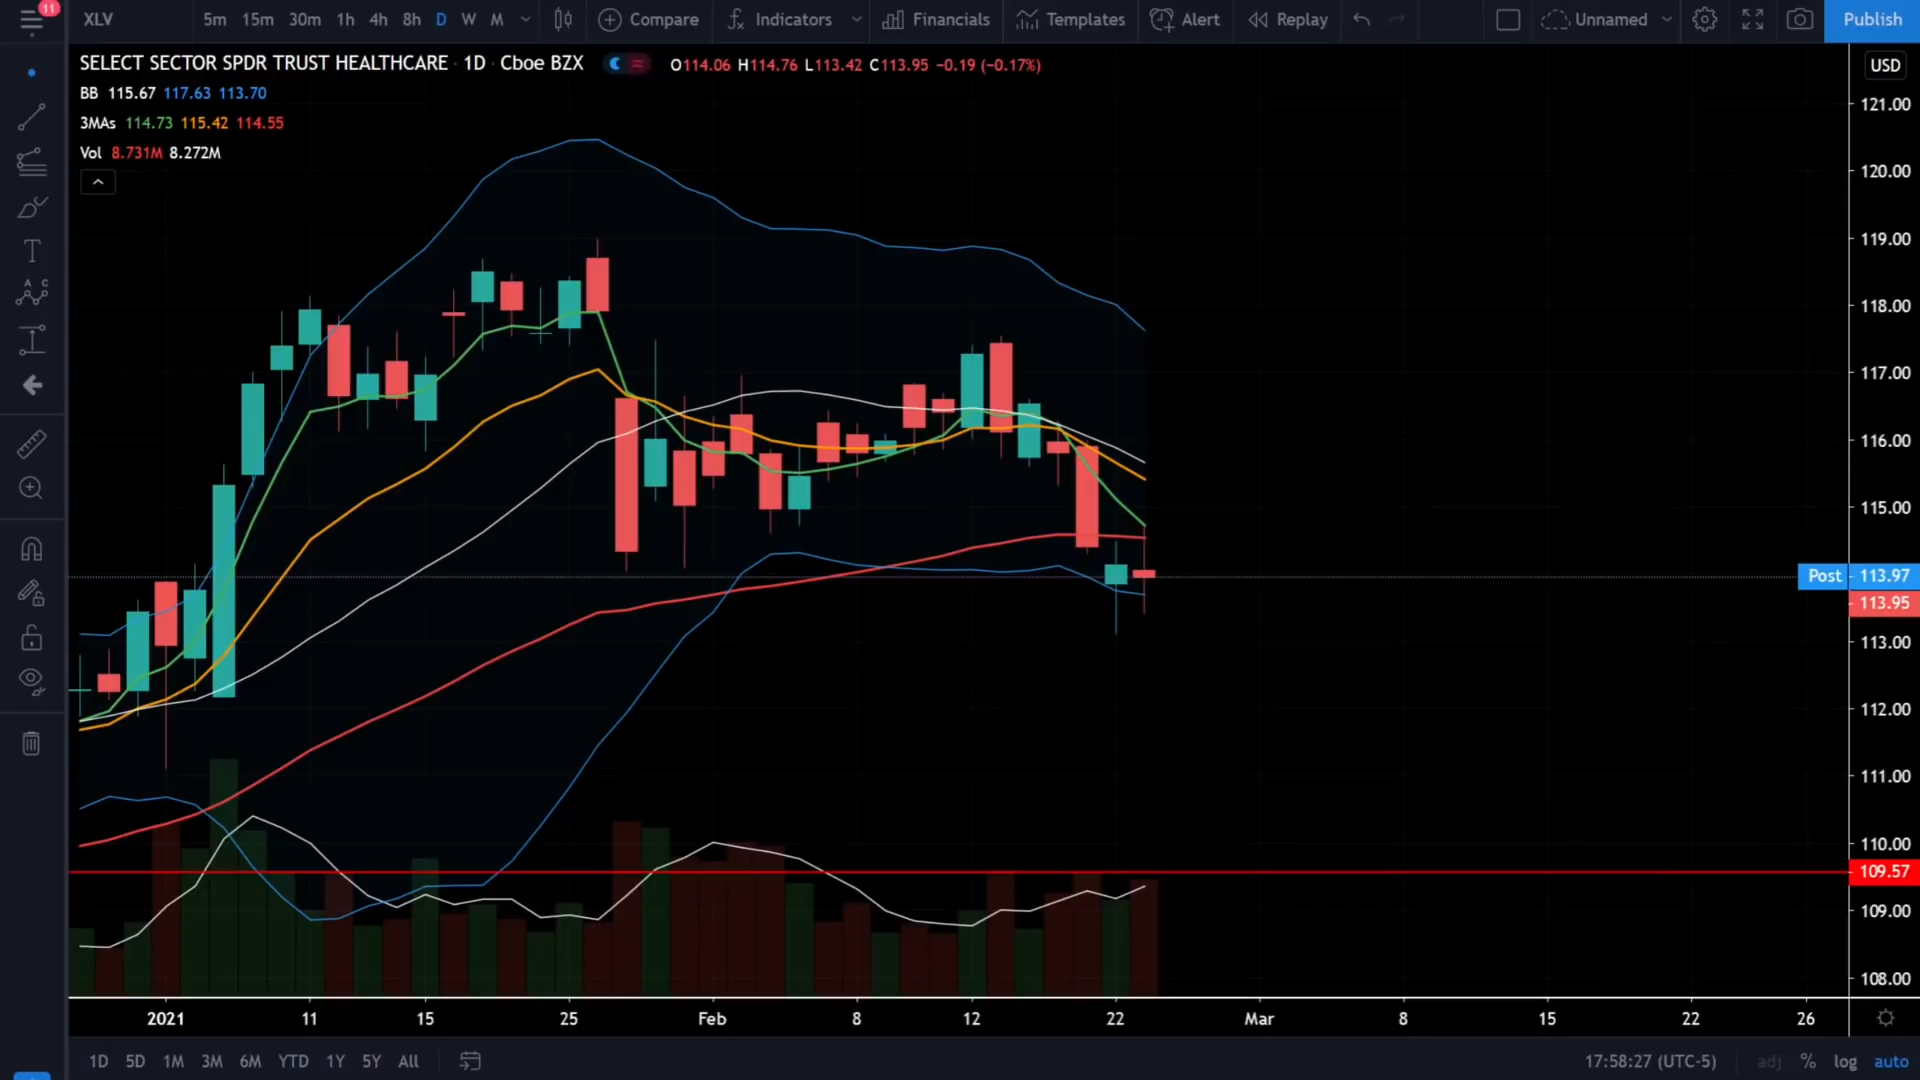 11
XLV 5m 15m 30m 1h 4h 8h D W M Compare Indicators Financials Templates Alert Replay Unnamed Publish
SELECT SECTOR SPDR TRUST HEALTHCARE · 1D · Cboe BZX O114.06 H114.76 L113.42 C113.95 −0.19 (−0.17%)
USD
BB 115.67 117.63 113.70
3MAs 114.73 115.42 114.55
Vol 8.731M 8.272M
121.00
120.00
119.00
118.00
117.00
116.00
115.00
Post 113.97
113.95
113.00
112.00
111.00
110.00
109.57
109.00
108.00
2021 11 15 25 Feb 8 12 22 Mar 8 15 22 26
1D 5D 1M 3M 6M YTD 1Y 5Y All 17:58:27 (UTC-5) adj % log auto